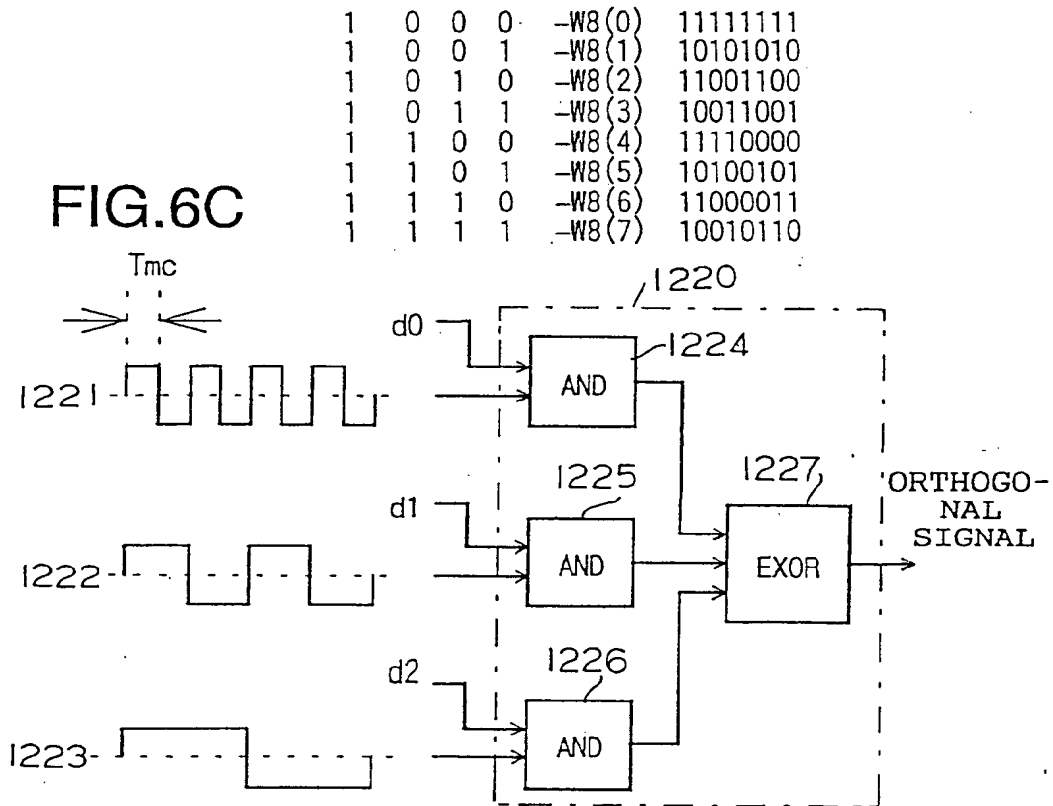 1 0 0 0 -W8(0) 11111111
1 0 0 1 -W8(1) 10101010
1 0 1 0 -W8(2) 11001100
1 0 1 1 -W8(3) 10011001
1 1 0 0 -W8(4) 11110000
1 1 0 1 -W8(5) 10100101
1 1 1 0 -W8(6) 11000011
1 1 1 1 -W8(7) 10010110
FIG.6C
Tmc
1220
d0
1224
AND
1221
1225
1227
ORTHOGO-
NAL
SIGNAL
d1
AND
EXOR
1222
1226
d2
AND
1223